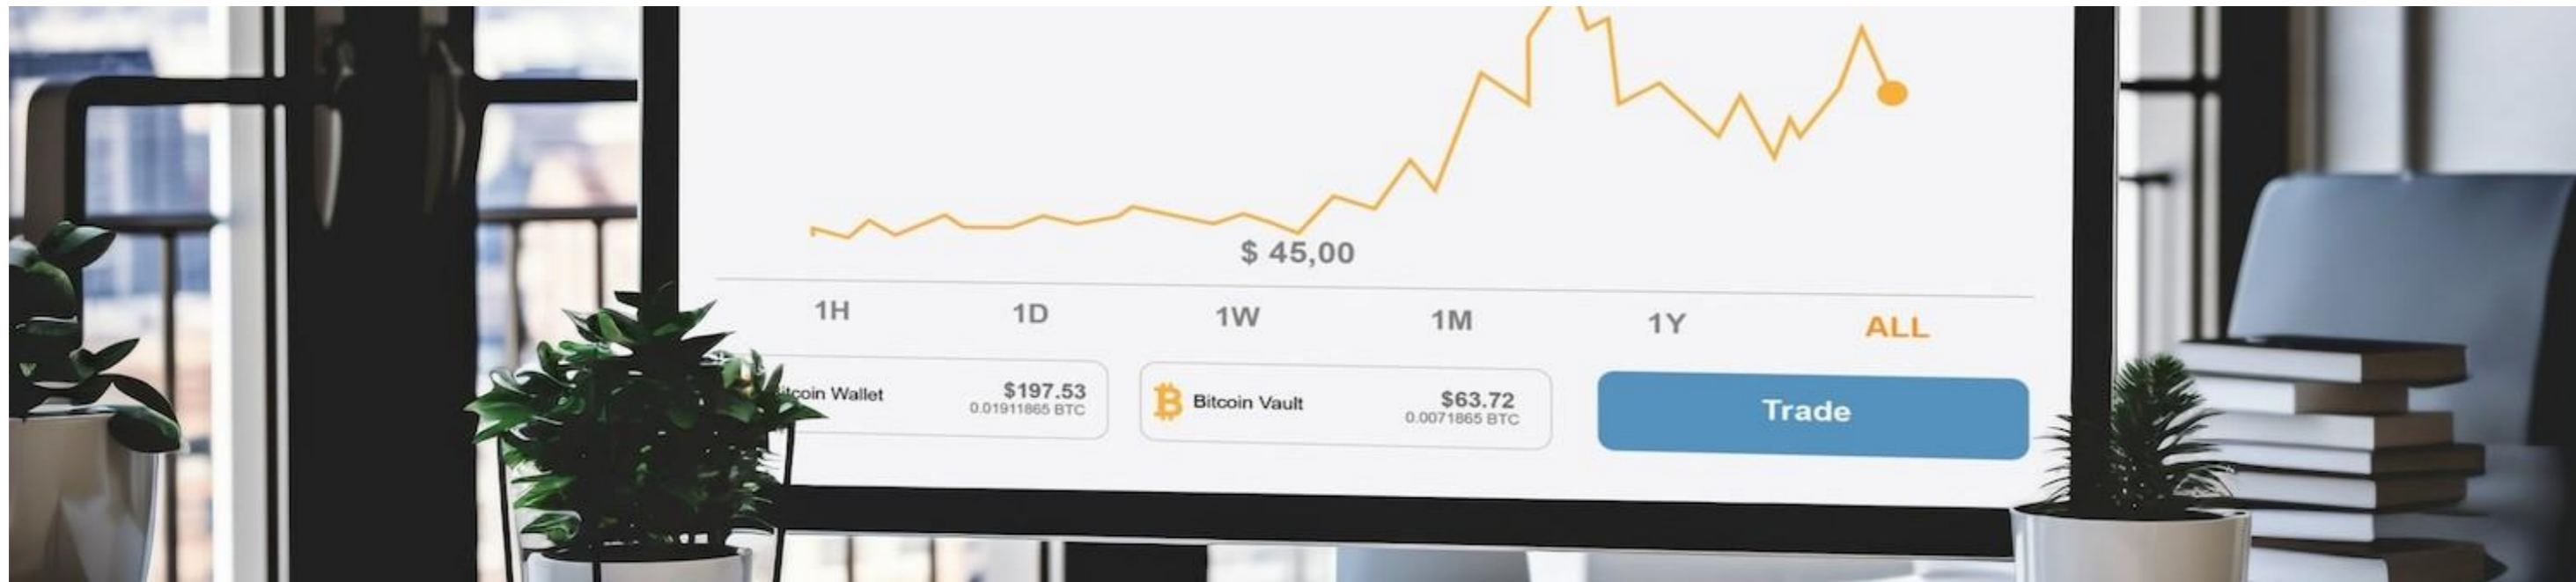 $ 45,00
1H 1D 1W 1M 1Y ALL
itcoin Wallet $197.53
0.01911865 BTC
Bitcoin Vault $63.72
0.0071865 BTC
Trade